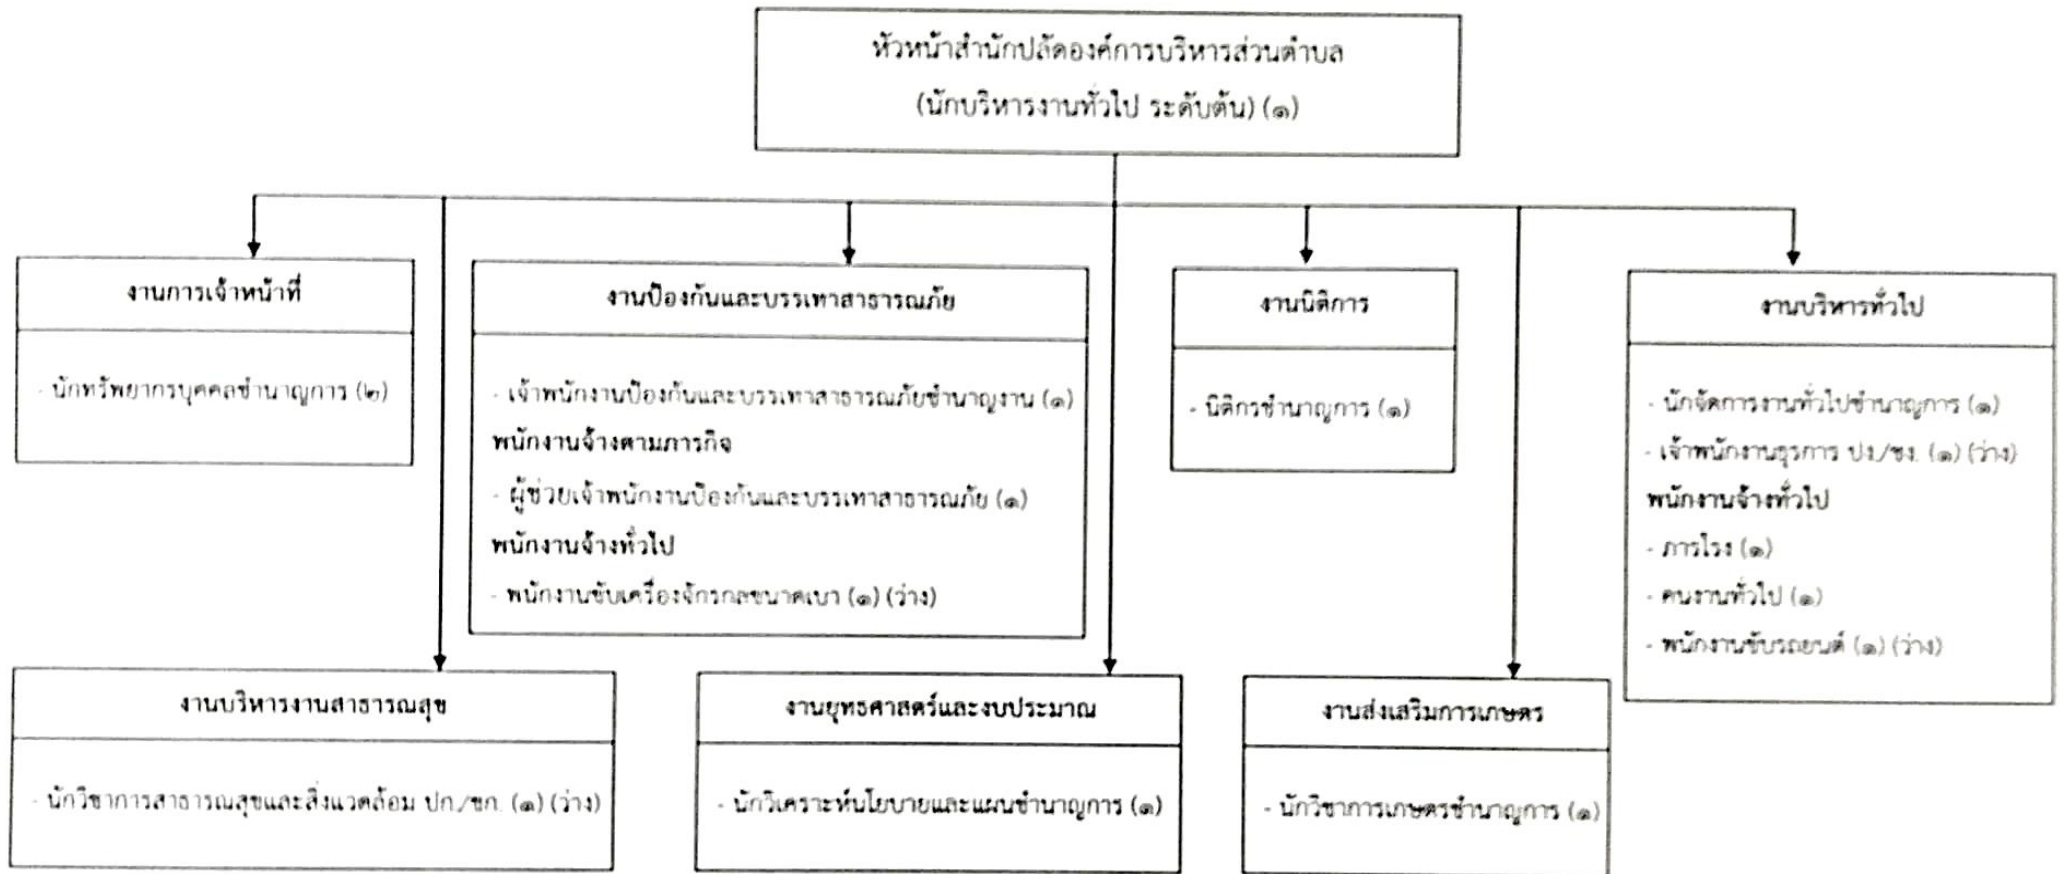 หัวหน้าสำนักปลัดองค์การบริหารส่วนตำบล
(นักบริหารงานทั่วไป ระดับต้น) (๑)
งานการเจ้าหน้าที่
- นักทรัพยากรบุคคลชำนาญการ (๒)
งานป้องกันและบรรเทาสาธารณภัย
- เจ้าพนักงานป้องกันและบรรเทาสาธารณภัยชำนาญงาน (๑)
พนักงานจ้างตามภารกิจ
- ผู้ช่วยเจ้าพนักงานป้องกันและบรรเทาสาธารณภัย (๑)
พนักงานจ้างทั่วไป
- พนักงานขับเครื่องจักรกลขนาดเบา (๑) (ว่าง)
งานนิติการ
- นิติกรชำนาญการ (๑)
งานบริหารทั่วไป
- นักจัดการงานทั่วไปชำนาญการ (๑)
- เจ้าพนักงานธุรการ ปง./ชง. (๑) (ว่าง)
พนักงานจ้างทั่วไป
- ภารโรง (๑)
- คนงานทั่วไป (๑)
- พนักงานขับรถยนต์ (๑) (ว่าง)
งานบริหารงานสาธารณสุข
- นักวิชาการสาธารณสุขและสิ่งแวดล้อม ปก./ชก. (๑) (ว่าง)
งานยุทธศาสตร์และงบประมาณ
- นักวิเคราะห์นโยบายและแผนชำนาญการ (๑)
งานส่งเสริมการเกษตร
- นักวิชาการเกษตรชำนาญการ (๑)